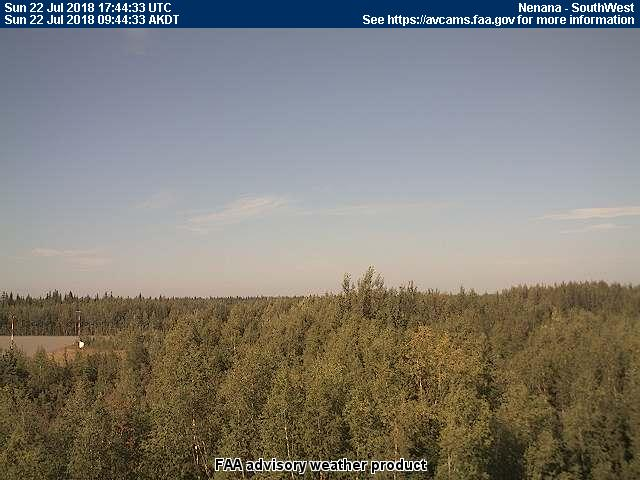 Sun 22 Jul 2018 17:44:33 UTC
Nenana - SouthWest
Sun 22 Jul 2018 09:44:33 AKDT
See https://avcams.faa.gov for more information
FAA advisory weather product